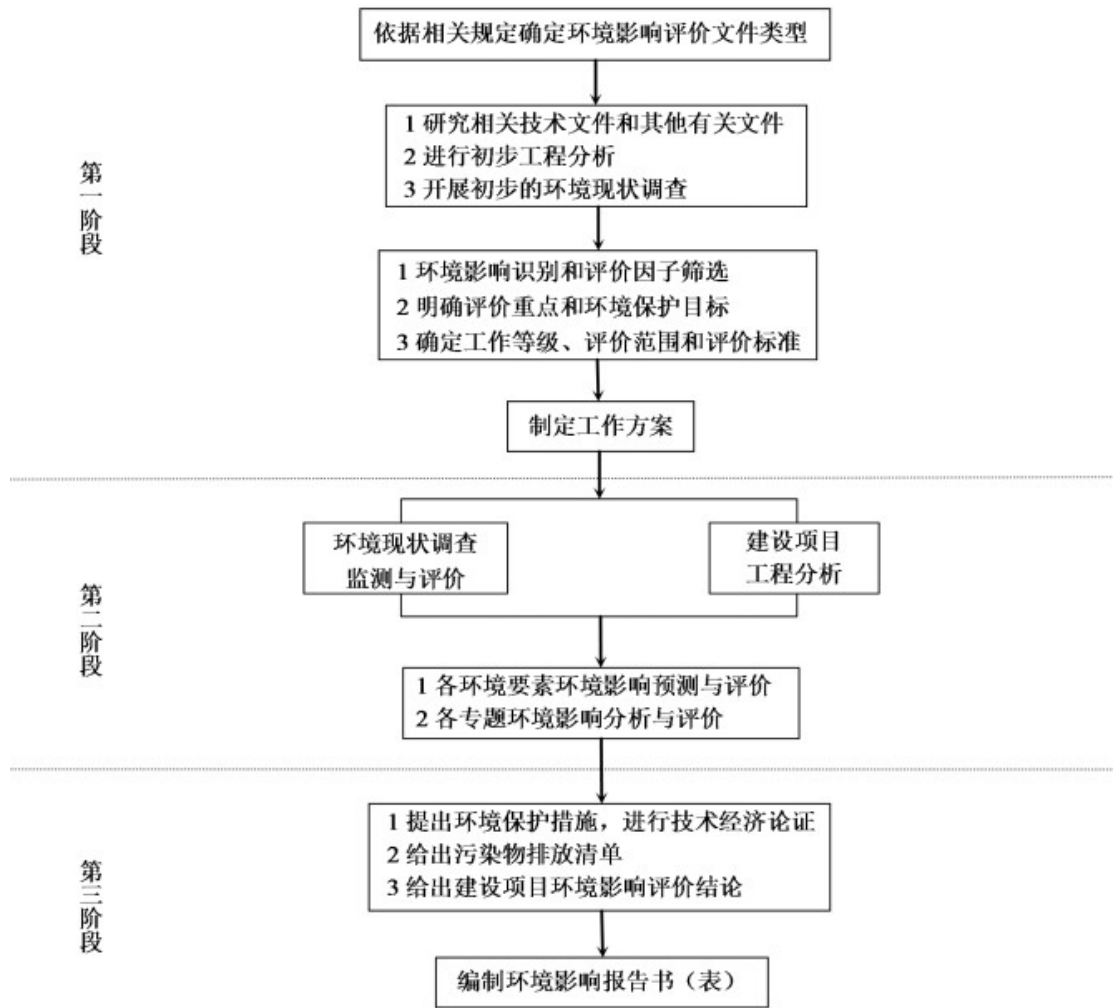 依据相关规定确定环境影响评价文件类型
第一阶段
1 研究相关技术文件和其他有关文件
2 进行初步工程分析
3 开展初步的环境现状调查
1 环境影响识别和评价因子筛选
2 明确评价重点和环境保护目标
3 确定工作等级、评价范围和评价标准
制定工作方案
第二阶段
环境现状调查
监测与评价
建设项目
工程分析
1 各环境要素环境影响预测与评价
2 各专题环境影响分析与评价
第三阶段
1 提出环境保护措施，进行技术经济论证
2 给出污染物排放清单
3 给出建设项目环境影响评价结论
编制环境影响报告书（表）